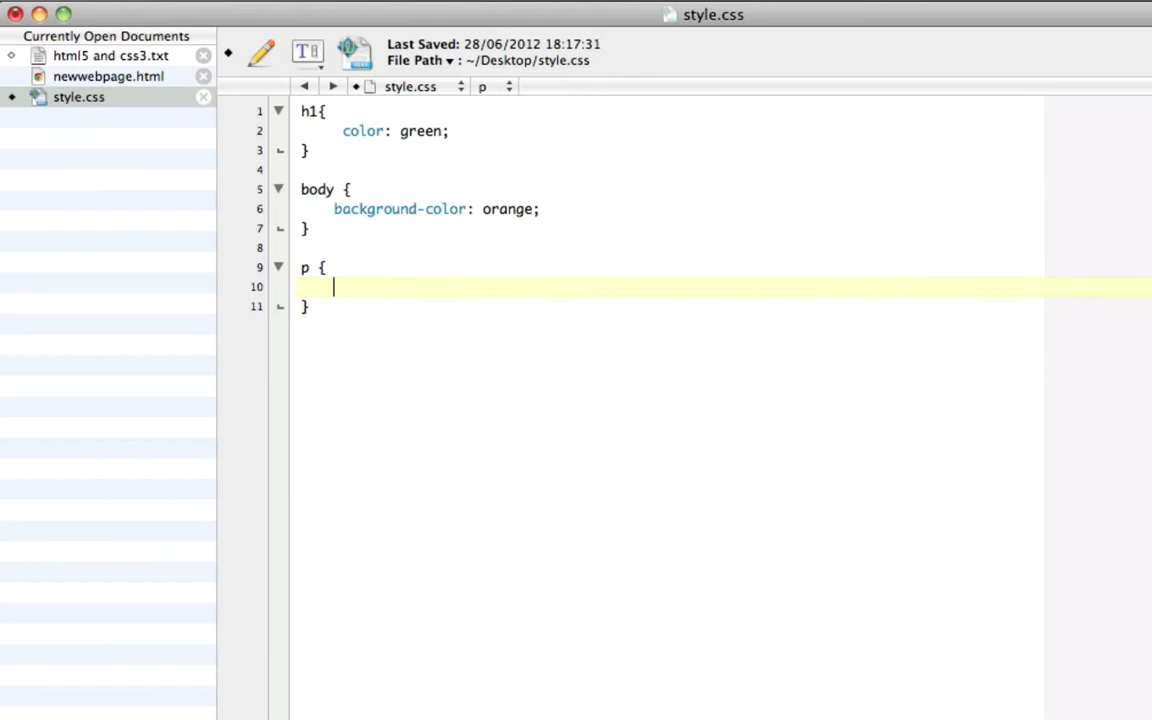 style.css
Currently Open Documents
html5 and css3.txt
newwebpage.html
style.css
Last Saved: 28/06/2012 18:17:31
File Path ▾ : ~/Desktop/style.css
style.css
p
1 h1{
2 color: green;
3 }
4
5 body {
6 background-color: orange;
7 }
8
9 p {
10
11 }